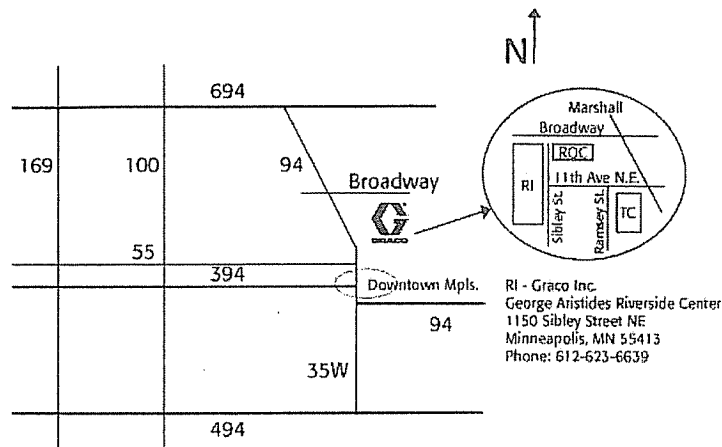 N
694
Marshall
Broadway
ROC
11th Ave N.E.
RI
Sibley St.
Ramsey St.
TC
169
100
94
Broadway
GRACO
55
394
Downtown Mpls.
94
35W
494
RI - Graco Inc.
George Aristides Riverside Center
1150 Sibley Street NE
Minneapolis, MN 55413
Phone: 612-623-6639